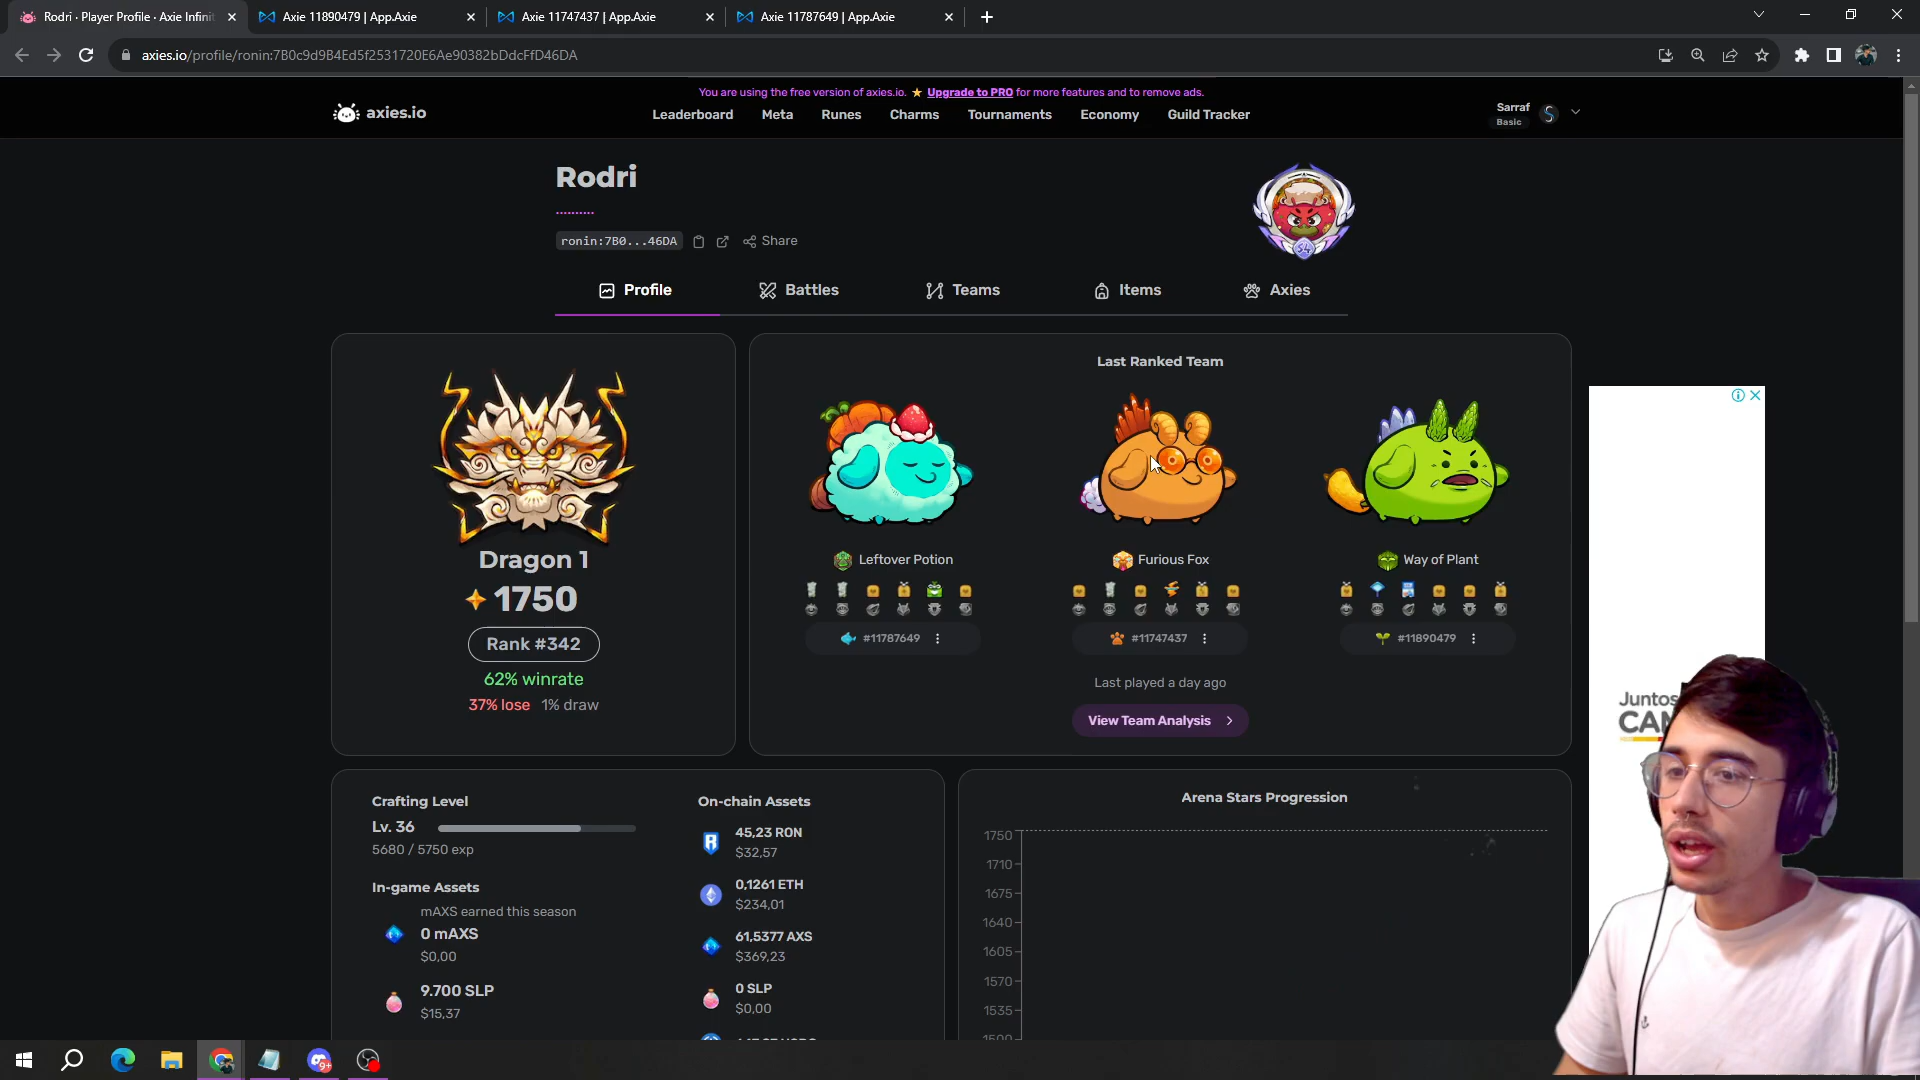 Rodri · Player Profile · Axie Infinit
Axie 11890479 | App.Axie
Axie 11747437 | App.Axie
Axie 11787649 | App.Axie
axies.io/profile/ronin:7B0c9d9B4Ed5f2531720E6Ae90382bDdcFfD46DA
You are using the free version of axies.io. Upgrade to PRO for more features and to remove ads.
axies.io
Leaderboard
Meta
Runes
Charms
Tournaments
Economy
Guild Tracker
Sarraf
Basic
Rodri
..........
ronin:7B0...46DA
Share
S4
Profile
Battles
Teams
Items
Axies
Dragon 1
1750
Rank #342
62% winrate
37% lose 1% draw
Last Ranked Team
Leftover Potion
Furious Fox
Way of Plant
#11787649
#11747437
#11890479
Last played a day ago
View Team Analysis
Juntos
CAM
Crafting Level
Lv. 36
5680 / 5750 exp
In-game Assets
mAXS earned this season
0 mAXS
$0,00
9.700 SLP
$15,37
On-chain Assets
45,23 RON
$32,57
0,1261 ETH
$234,01
61,5377 AXS
$369,23
0 SLP
$0,00
Arena Stars Progression
1750
1710
1675
1640
1605
1570
1535
1500
9+